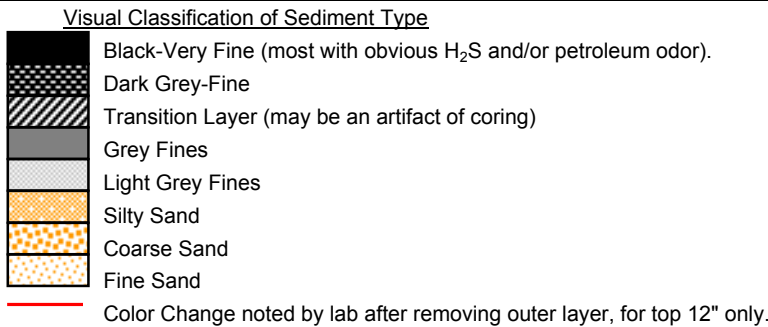 Visual Classification of Sediment Type
Black-Very Fine (most with obvious H₂S and/or petroleum odor).
Dark Grey-Fine
Transition Layer (may be an artifact of coring)
Grey Fines
Light Grey Fines
Silty Sand
Coarse Sand
Fine Sand
Color Change noted by lab after removing outer layer, for top 12" only.